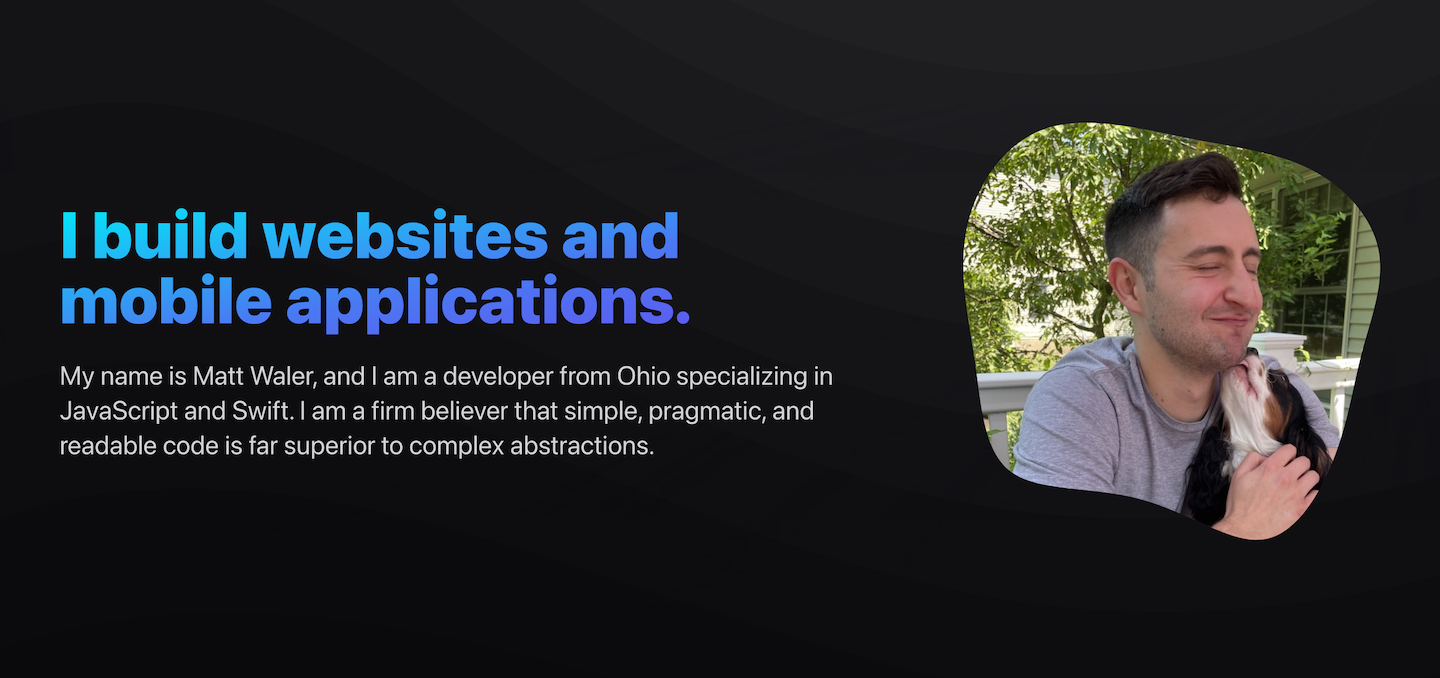 I build websites and
mobile applications.
My name is Matt Waler, and I am a developer from Ohio specializing in
JavaScript and Swift. I am a firm believer that simple, pragmatic, and
readable code is far superior to complex abstractions.